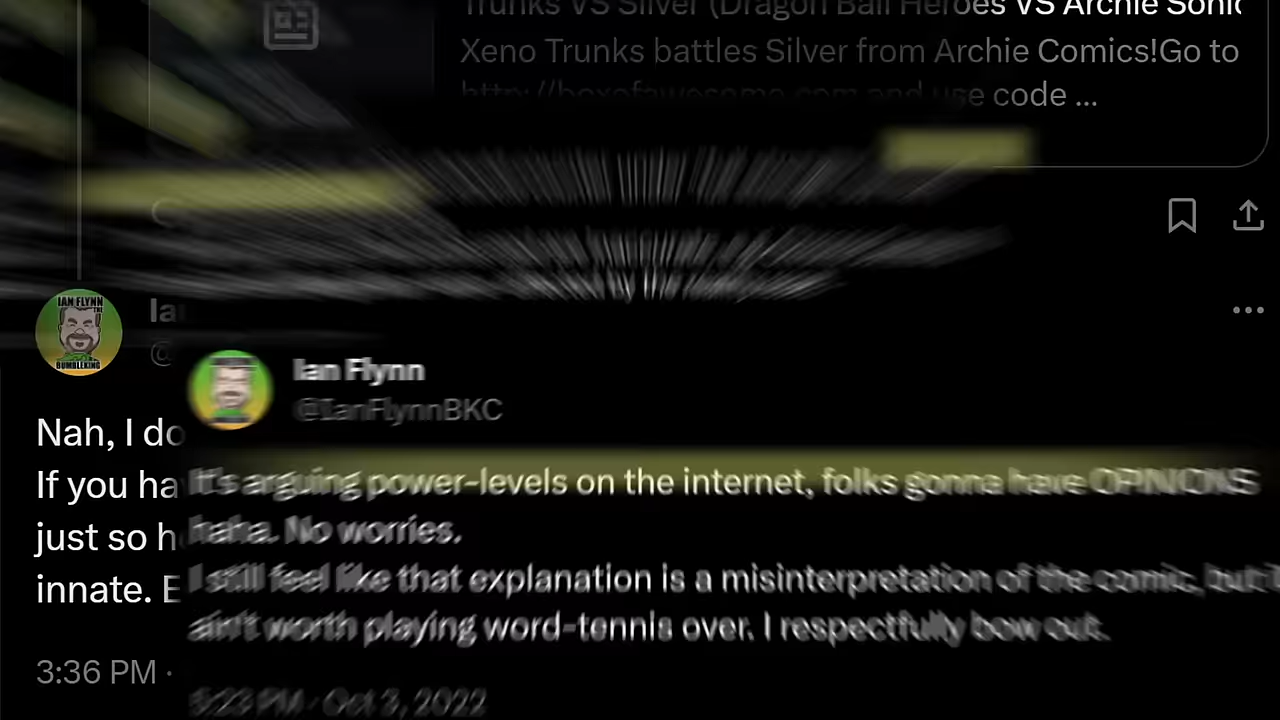 Trunks VS Silver (Dragon Ball Heroes VS Archie Sonic
Xeno Trunks battles Silver from Archie Comics!Go to
http://boxofawesome.com and use code ...
IAN FLYNN
THE
BUMBLEKING
Ia
@
Ian Flynn
@IanFlynnBKC
Nah, I do
If you ha
just so h
innate. E
It's arguing power-levels on the internet, folks gonna have OPINIONS
haha. No worries.
I still feel like that explanation is a misinterpretation of the comic, but i
ain't worth playing word-tennis over. I respectfully bow out.
3:36 PM ·
5:23 PM · Oct 3, 2022